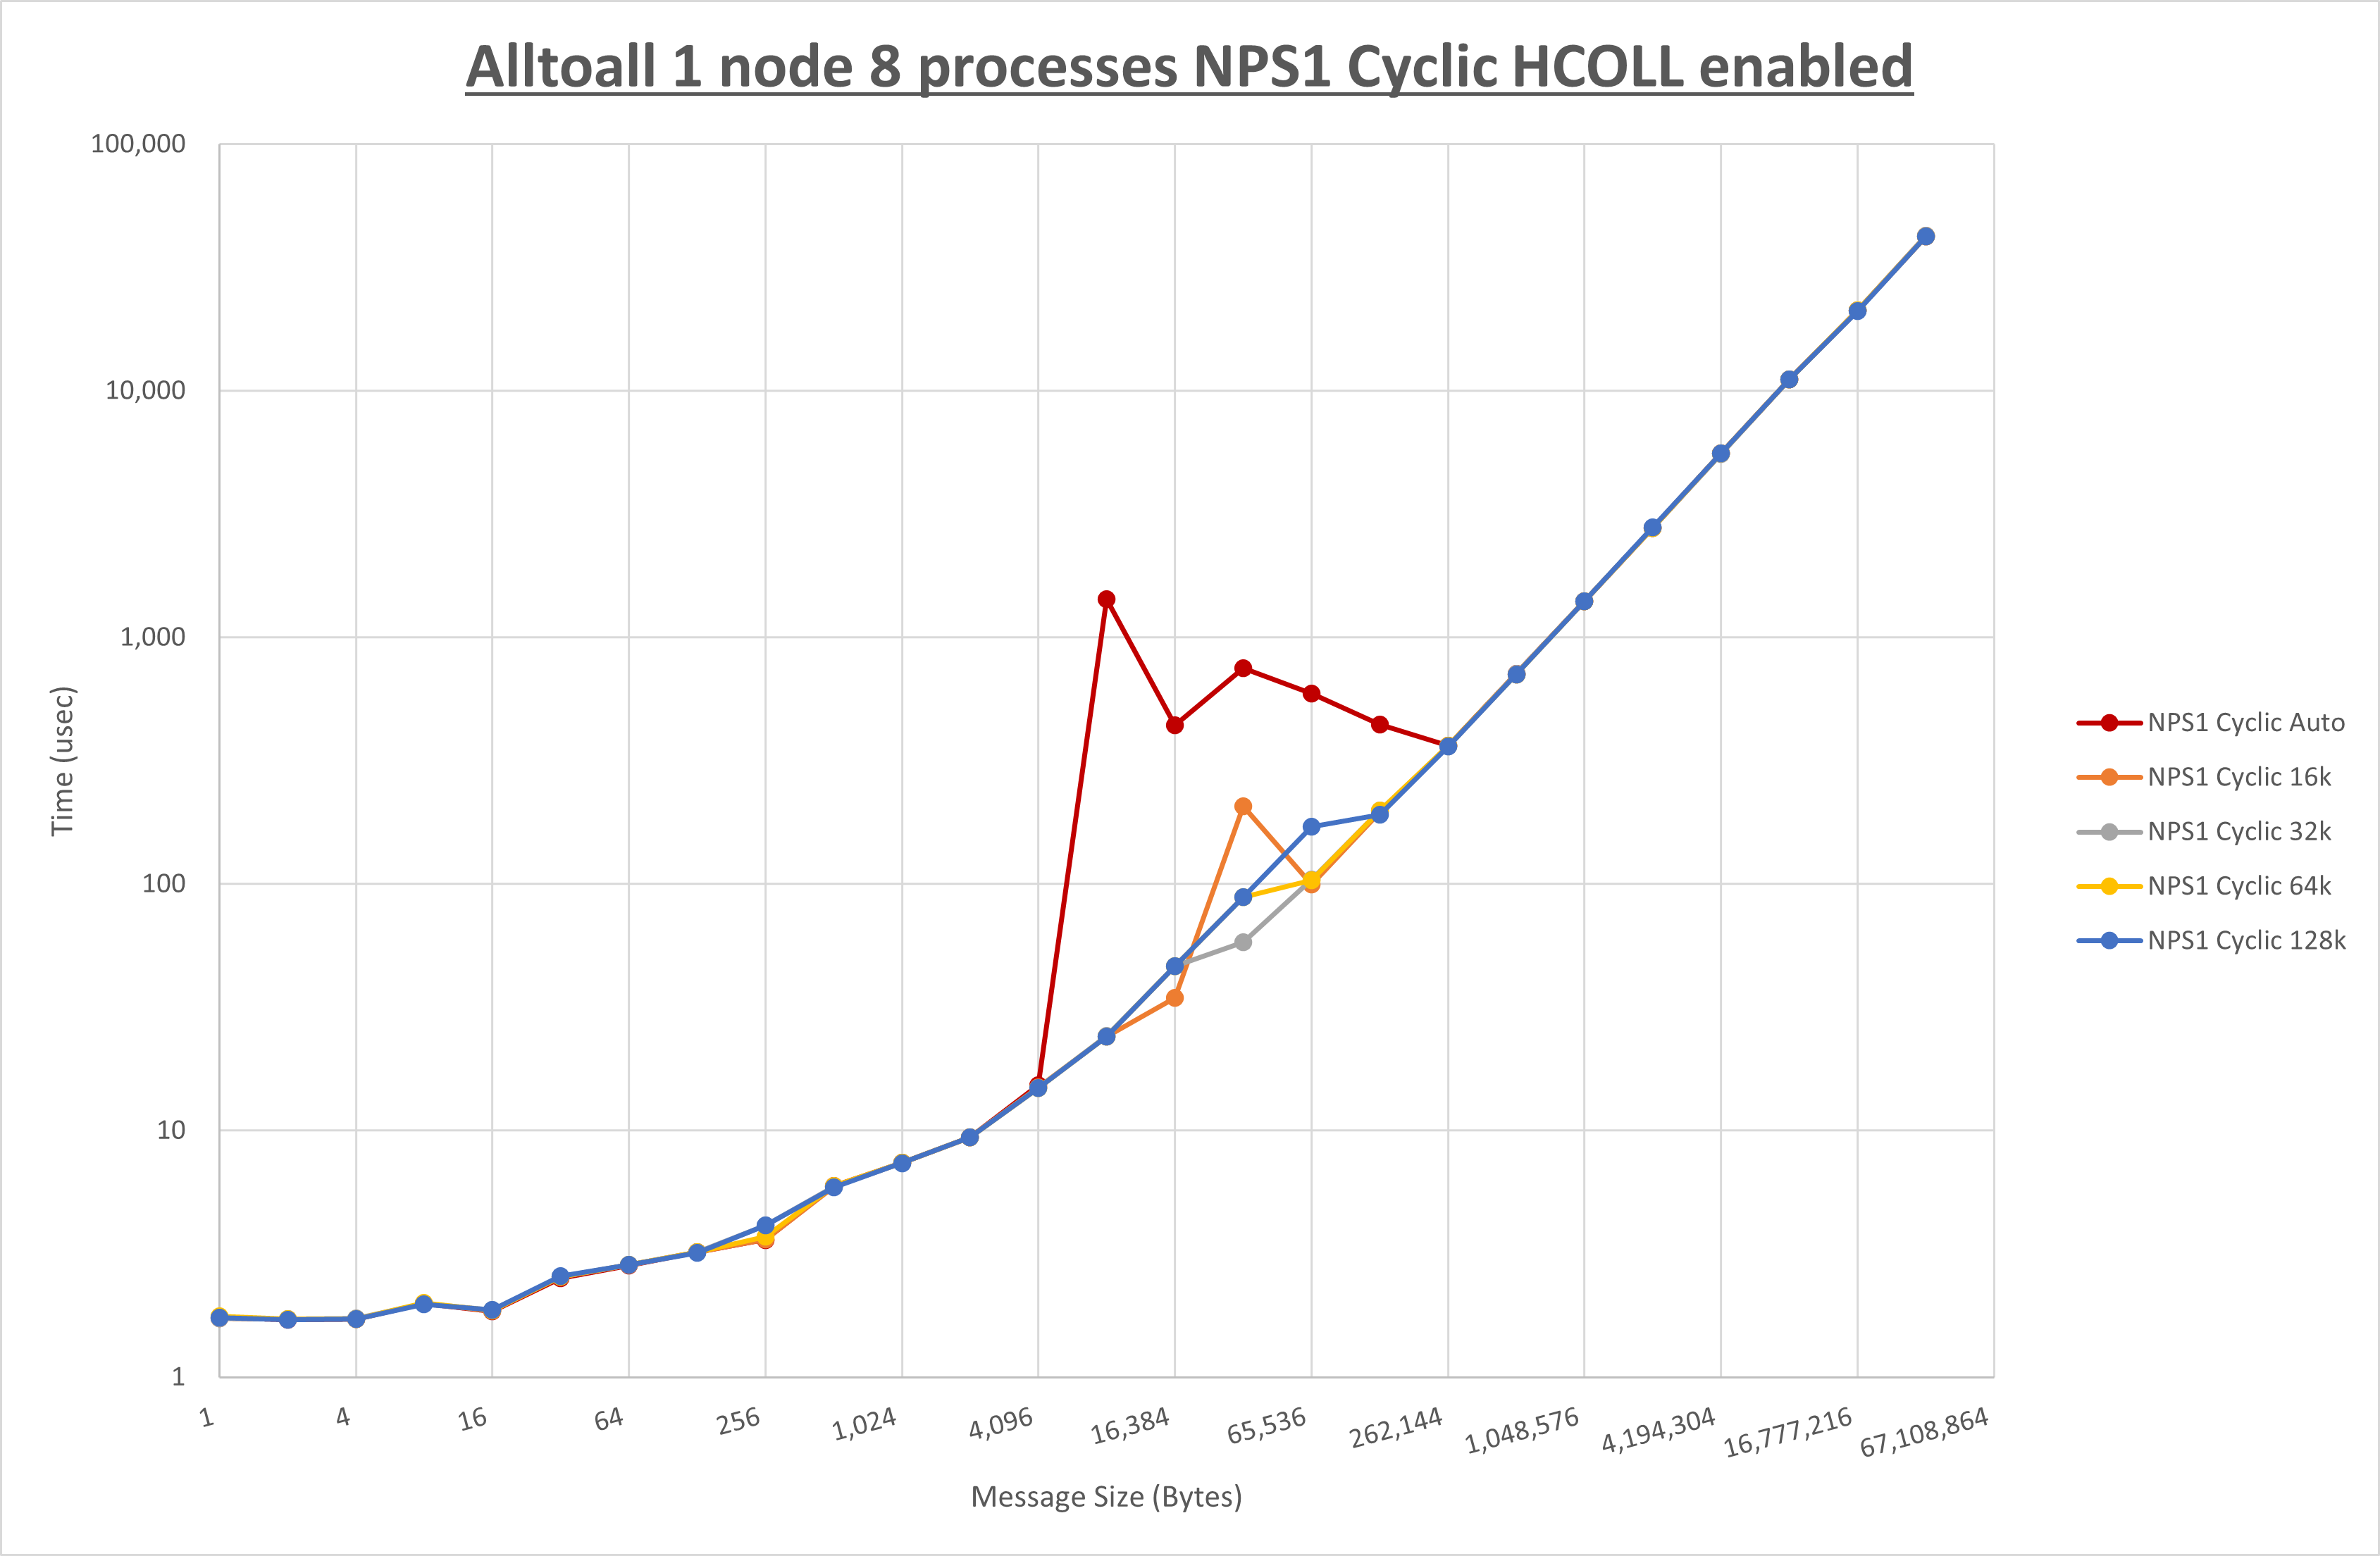 Alltoall 1 node 8 processes NPS1 Cyclic HCOLL enabled
100,000
10,000
1,000
100
10
1
Time (usec)
1
4
16
64
256
1,024
4,096
16,384
65,536
262,144
1,048,576
4,194,304
16,777,216
67,108,864
Message Size (Bytes)
NPS1 Cyclic Auto
NPS1 Cyclic 16k
NPS1 Cyclic 32k
NPS1 Cyclic 64k
NPS1 Cyclic 128k